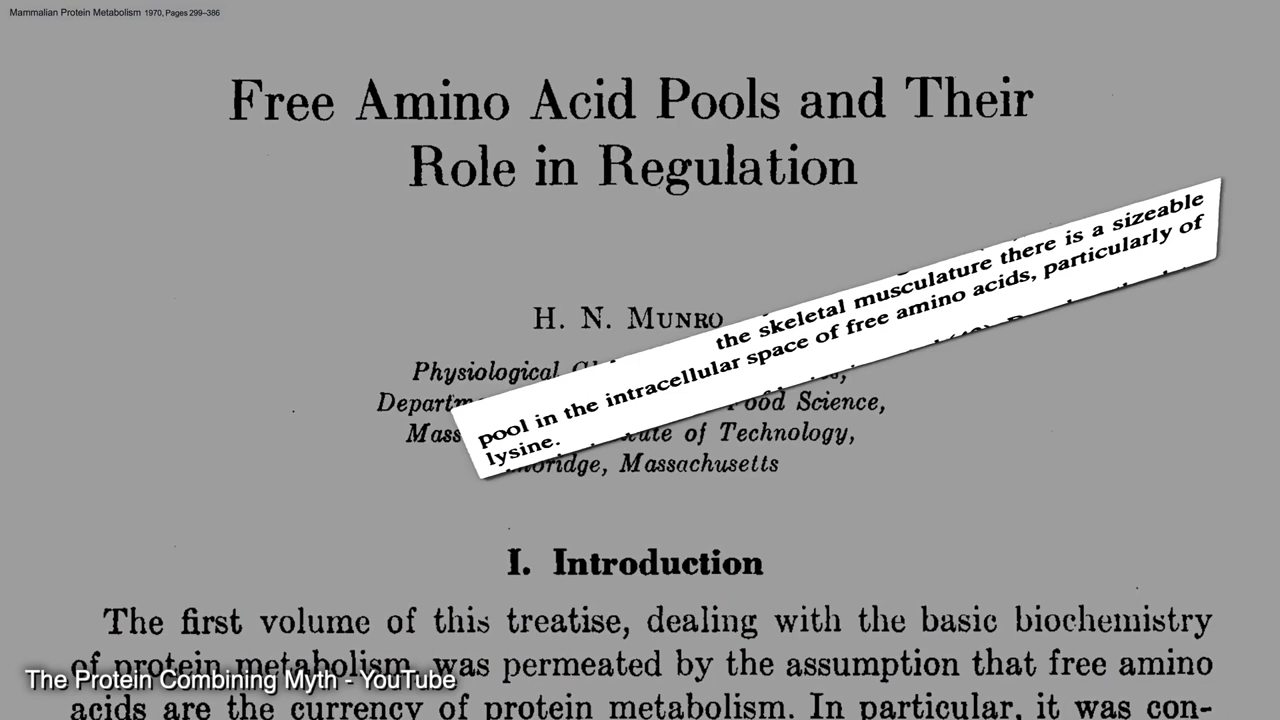 Mammalian Protein Metabolism 1970, Pages 299–386
Free Amino Acid Pools and Their
Role in Regulation
H. N. Munro
the skeletal musculature there is a sizeable
pool in the intracellular space of free amino acids, particularly of
lysine.
Physiological
Food Science,
of Technology,
Massachusetts
I. Introduction
The first volume of this treatise, dealing with the basic biochemistry
of protein metabolism, was permeated by the assumption that free amino
acids are the currency of protein metabolism. In particular, it was con-
The Protein Combining Myth - YouTube